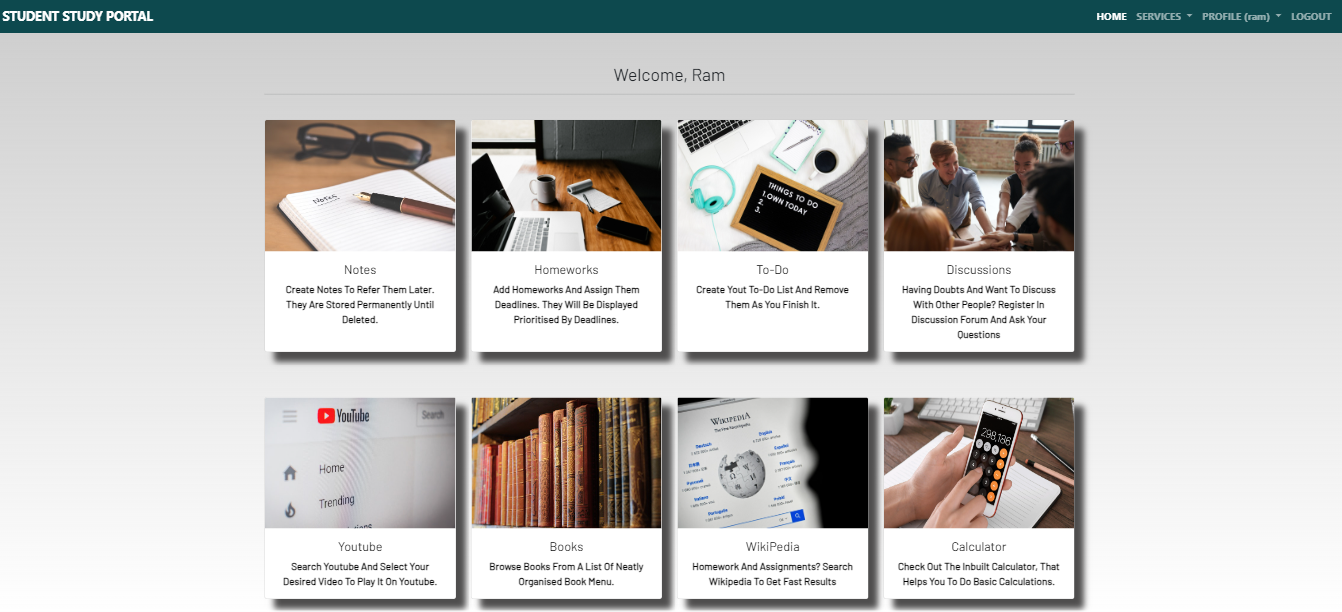 STUDENT STUDY PORTAL
HOME SERVICES PROFILE (ram) LOGOUT
Welcome, Ram
Notes
THINGS TO DO
1.OWN TODAY
2.
3.
Notes
Create Notes To Refer Them Later.
They Are Stored Permanently Until
Deleted.
Homeworks
Add Homeworks And Assign Them
Deadlines. They Will Be Displayed
Prioritised By Deadlines.
To-Do
Create Yout To-Do List And Remove
Them As You Finish It.
Discussions
Having Doubts And Want To Discuss
With Other People? Register In
Discussion Forum And Ask Your
Questions
YouTube
Search
Home
Trending
WIKIPEDIA
The Free Encyclopedia
Deutsch
English
Español
Français
Русский
Italiano
Português
298,186
Youtube
Search Youtube And Select Your
Desired Video To Play It On Youtube.
Books
Browse Books From A List Of Neatly
Organised Book Menu.
WikiPedia
Homework And Assignments? Search
Wikipedia To Get Fast Results
Calculator
Check Out The Inbuilt Calculator, That
Helps You To Do Basic Calculations.